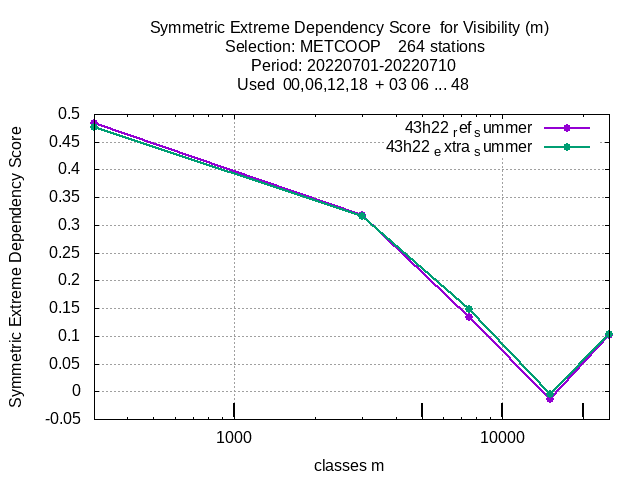 Symmetric Extreme Dependency Score for Visibility (m)
Selection: METCOOP 264 stations
Period: 20220701-20220710
Used 00,06,12,18 + 03 06 ... 48
0.5
0.45
0.4
0.35
0.3
0.25
0.2
0.15
0.1
0.05
0
-0.05
Symmetric Extreme Dependency Score
43h22 ref summer
43h22 extra summer
1000
10000
classes m